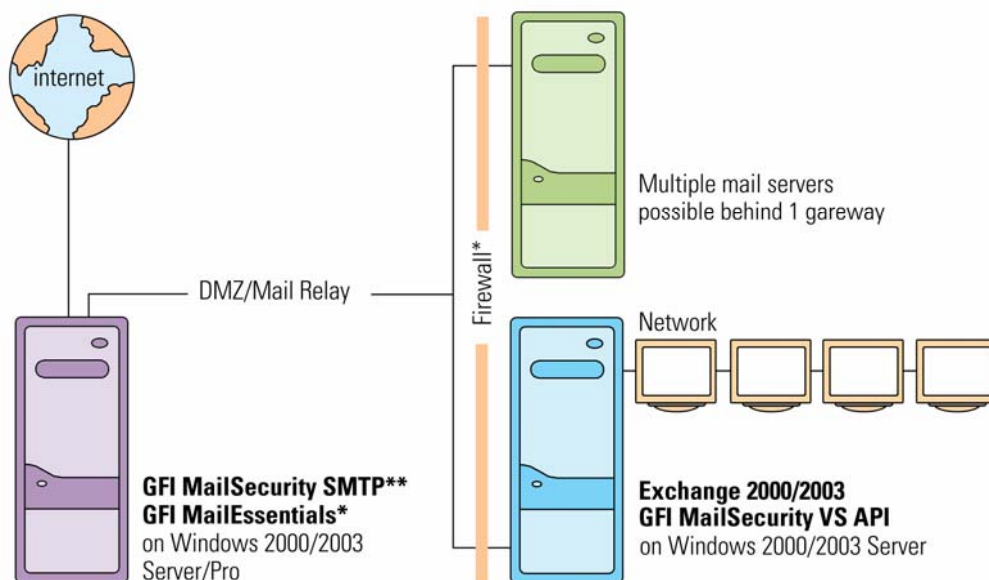 internet
Multiple mail servers
possible behind 1 gareway
Firewall*
DMZ/Mail Relay
Network
GFI MailSecurity SMTP**
GFI MailEssentials*
on Windows 2000/2003
Server/Pro
Exchange 2000/2003
GFI MailSecurity VS API
on Windows 2000/2003 Server